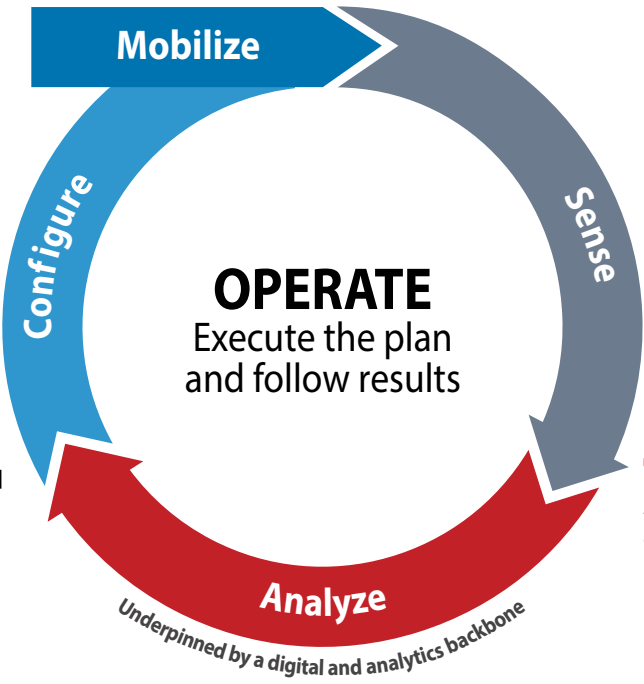 Mobilize
Sense
Configure
OPERATE
Execute the plan
and follow results
Analyze
Underpinned by a digital and analytics backbone